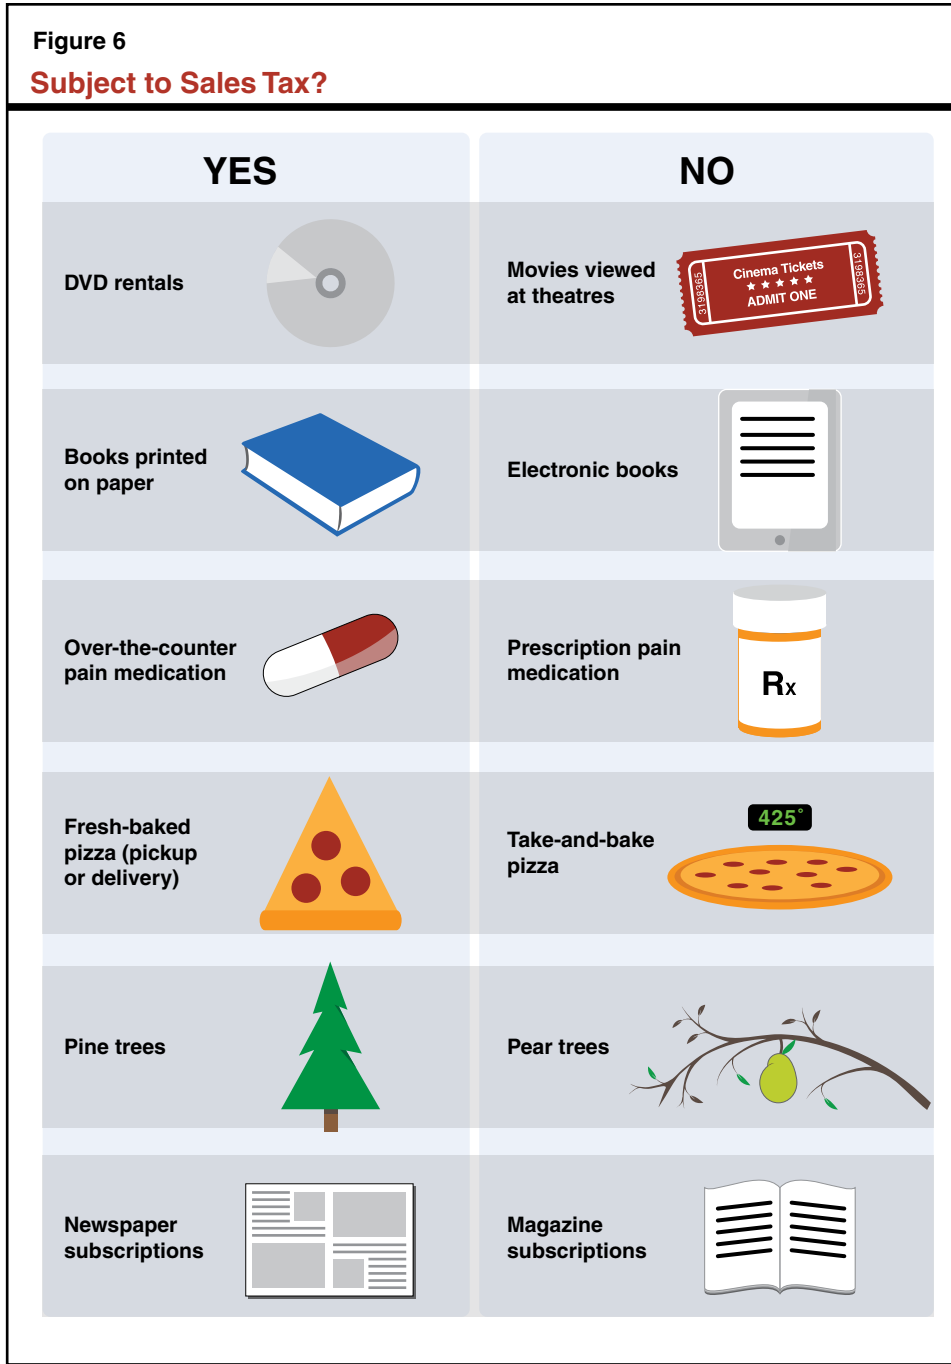 Figure 6
Subject to Sales Tax?
YES
NO
DVD rentals
Movies viewed
at theatres
3198365
Cinema Tickets
ADMIT ONE
3198365
Books printed
on paper
Electronic books
Over-the-counter
pain medication
Prescription pain
medication
Rx
Fresh-baked
pizza (pickup
or delivery)
Take-and-bake
pizza
425°
Pine trees
Pear trees
Newspaper
subscriptions
Magazine
subscriptions